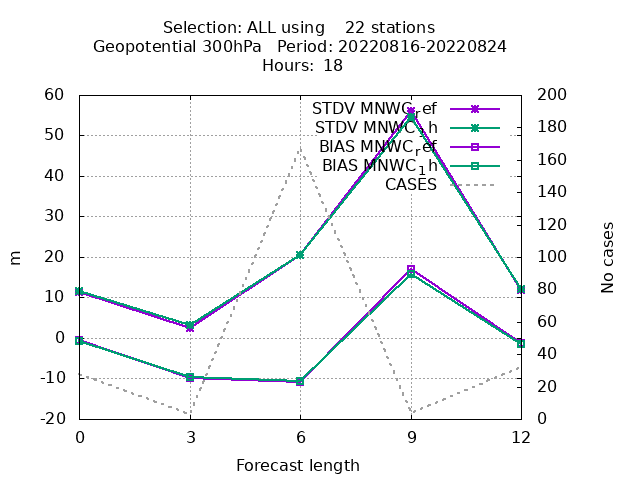 Selection: ALL using 22 stations
Geopotential 300hPa Period: 20220816-20220824
Hours: 18
60
50
40
30
20
10
0
-10
-20
200
180
160
140
120
100
80
60
40
20
0
STDV MNWC_ref
STDV MNWC_1h
BIAS MNWC_ref
BIAS MNWC_1h
CASES
m
No cases
0 3 6 9 12
Forecast length